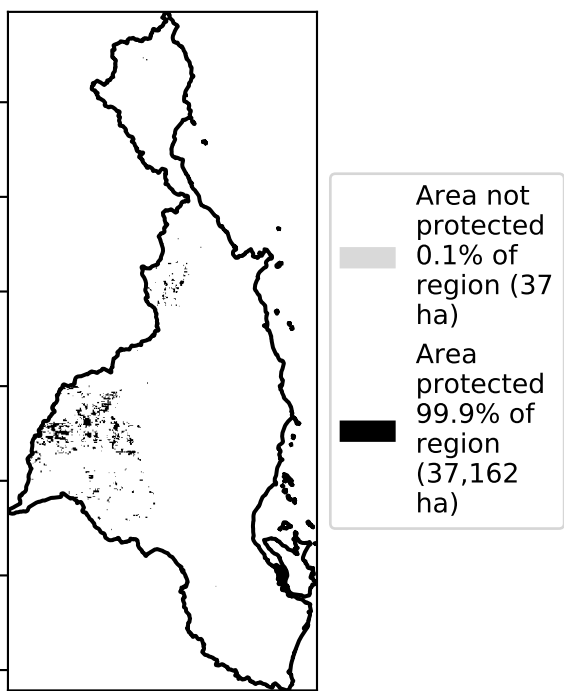 Area not
protected
0.1% of
region (37
ha)
Area
protected
99.9% of
region
(37,162
ha)